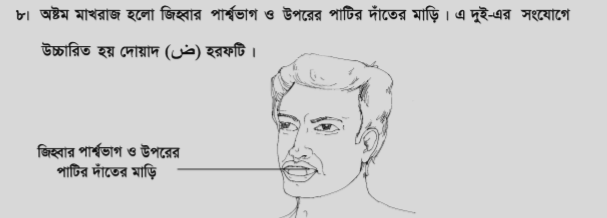 ৮। অষ্টম মাখরাজ হলো জিহ্বার পার্শ্বভাগ ও উপরের পাটির দাঁতের মাড়ি। এ দুই-এর সংযোগে
উচ্চারিত হয় দোয়াদ (ض) হরফটি।
জিহ্বার পার্শ্বভাগ ও উপরের
পাটির দাঁতের মাড়ি